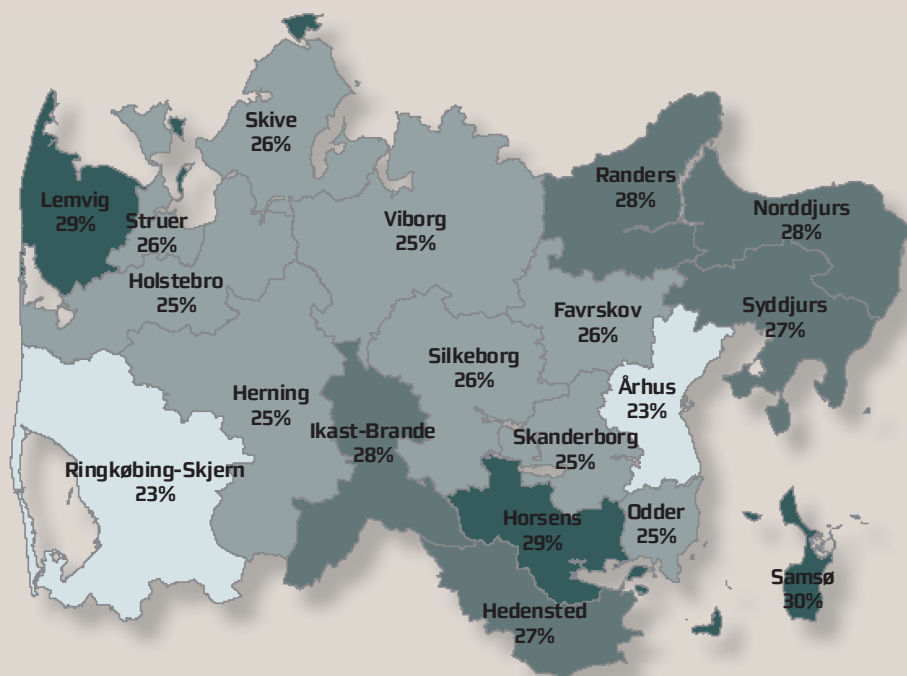 Skive
26%
Randers
28%
Lemvig
29%
Norddjurs
28%
Struer
26%
Viborg
25%
Holstebro
25%
Favrskov
26%
Syddjurs
27%
Silkeborg
26%
Århus
23%
Herning
25%
Ikast-Brande
28%
Skanderborg
25%
Ringkøbing-Skjern
23%
Horsens
29%
Odder
25%
Samsø
30%
Hedensted
27%